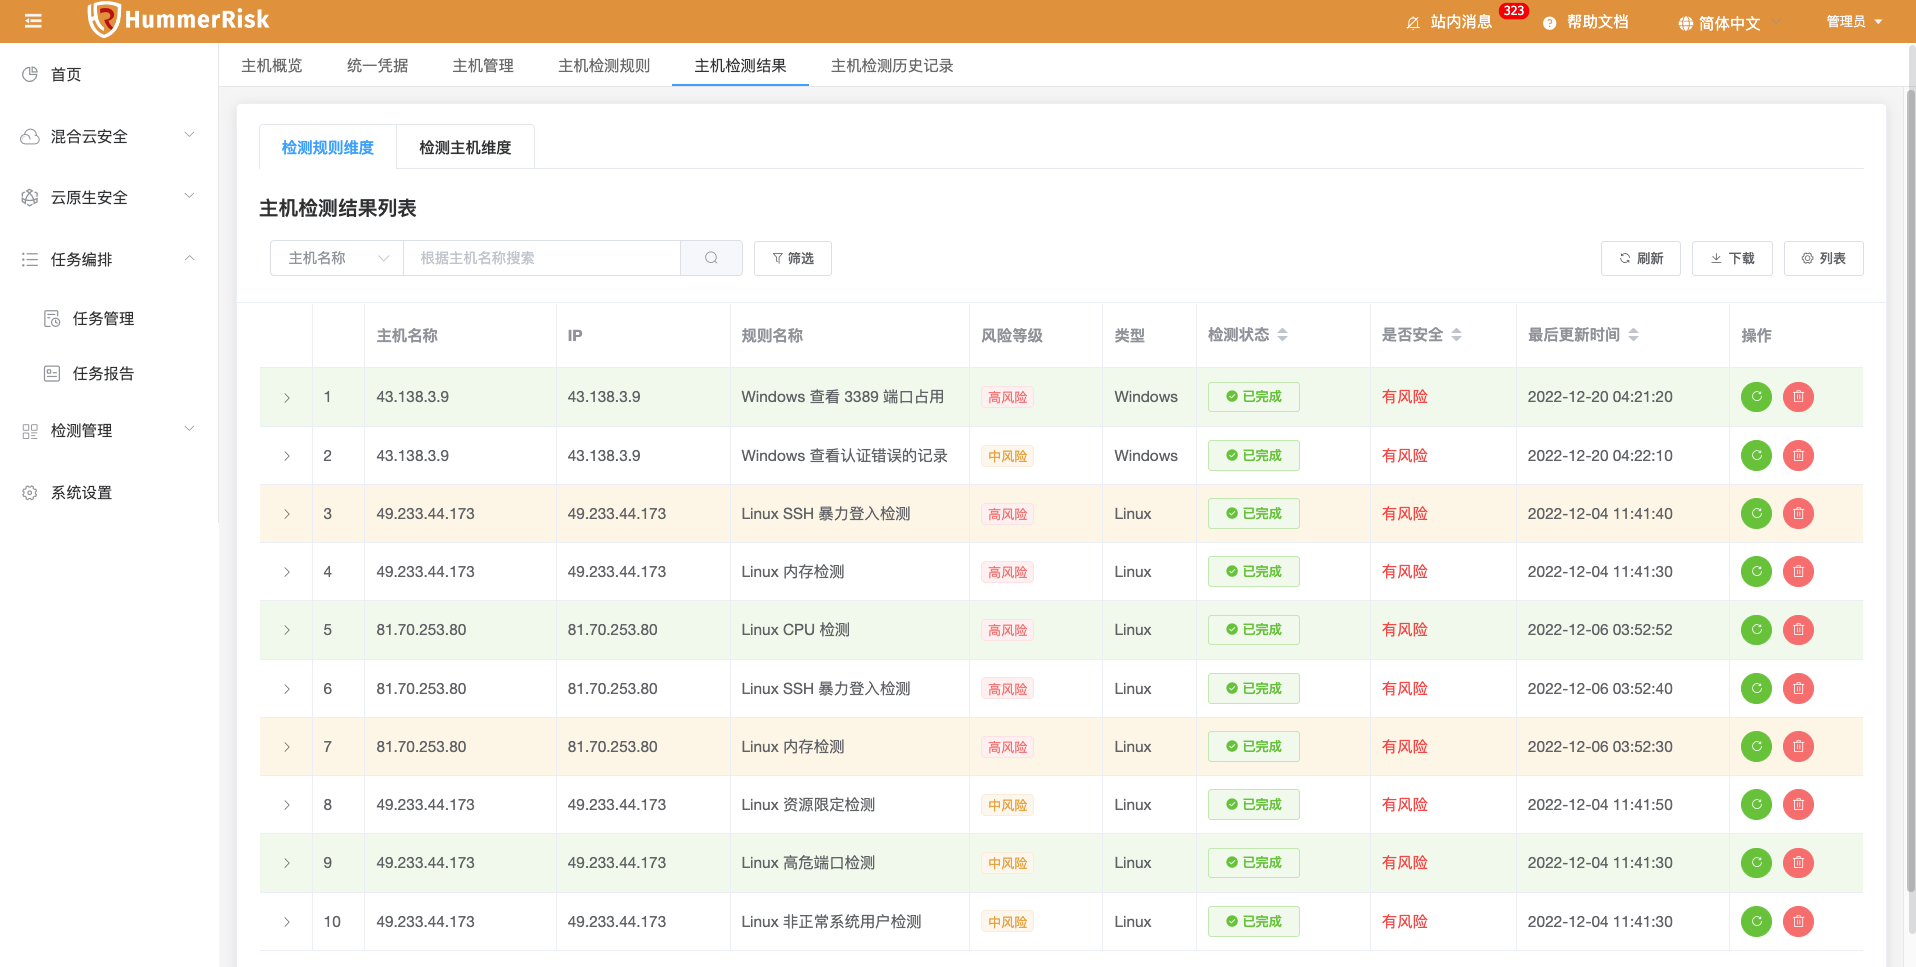 HummerRisk
站内消息 323 帮助文档 简体中文 管理员
首页
混合云安全
云原生安全
任务编排
任务管理
任务报告
检测管理
系统设置
主机概览 统一凭据 主机管理 主机检测规则 主机检测结果 主机检测历史记录
检测规则维度 检测主机维度
主机检测结果列表
主机名称 根据主机名称搜索 筛选 刷新 下载 列表
主机名称 IP 规则名称 风险等级 类型 检测状态 是否安全 最后更新时间 操作
1 43.138.3.9 43.138.3.9 Windows 查看 3389 端口占用 高风险 Windows 已完成 有风险 2022-12-20 04:21:20
2 43.138.3.9 43.138.3.9 Windows 查看认证错误的记录 中风险 Windows 已完成 有风险 2022-12-20 04:22:10
3 49.233.44.173 49.233.44.173 Linux SSH 暴力登入检测 高风险 Linux 已完成 有风险 2022-12-04 11:41:40
4 49.233.44.173 49.233.44.173 Linux 内存检测 高风险 Linux 已完成 有风险 2022-12-04 11:41:30
5 81.70.253.80 81.70.253.80 Linux CPU 检测 高风险 Linux 已完成 有风险 2022-12-06 03:52:52
6 81.70.253.80 81.70.253.80 Linux SSH 暴力登入检测 高风险 Linux 已完成 有风险 2022-12-06 03:52:40
7 81.70.253.80 81.70.253.80 Linux 内存检测 高风险 Linux 已完成 有风险 2022-12-06 03:52:30
8 49.233.44.173 49.233.44.173 Linux 资源限定检测 中风险 Linux 已完成 有风险 2022-12-04 11:41:50
9 49.233.44.173 49.233.44.173 Linux 高危端口检测 中风险 Linux 已完成 有风险 2022-12-04 11:41:30
10 49.233.44.173 49.233.44.173 Linux 非正常系统用户检测 中风险 Linux 已完成 有风险 2022-12-04 11:41:30